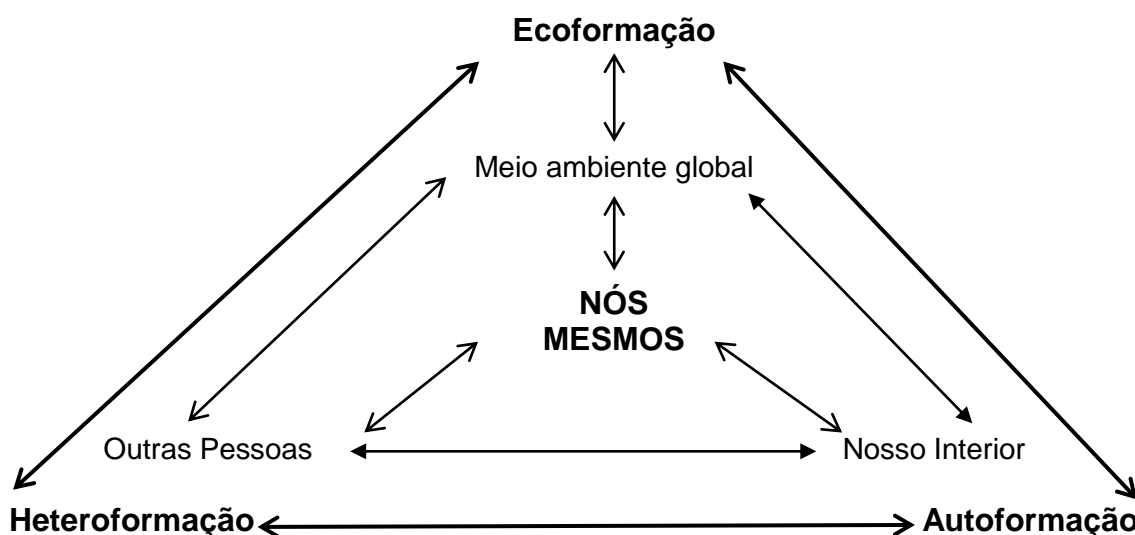 Ecoformação
Meio ambiente global
NÓS
MESMOS
Outras Pessoas
Nosso Interior
Heteroformação
Autoformação